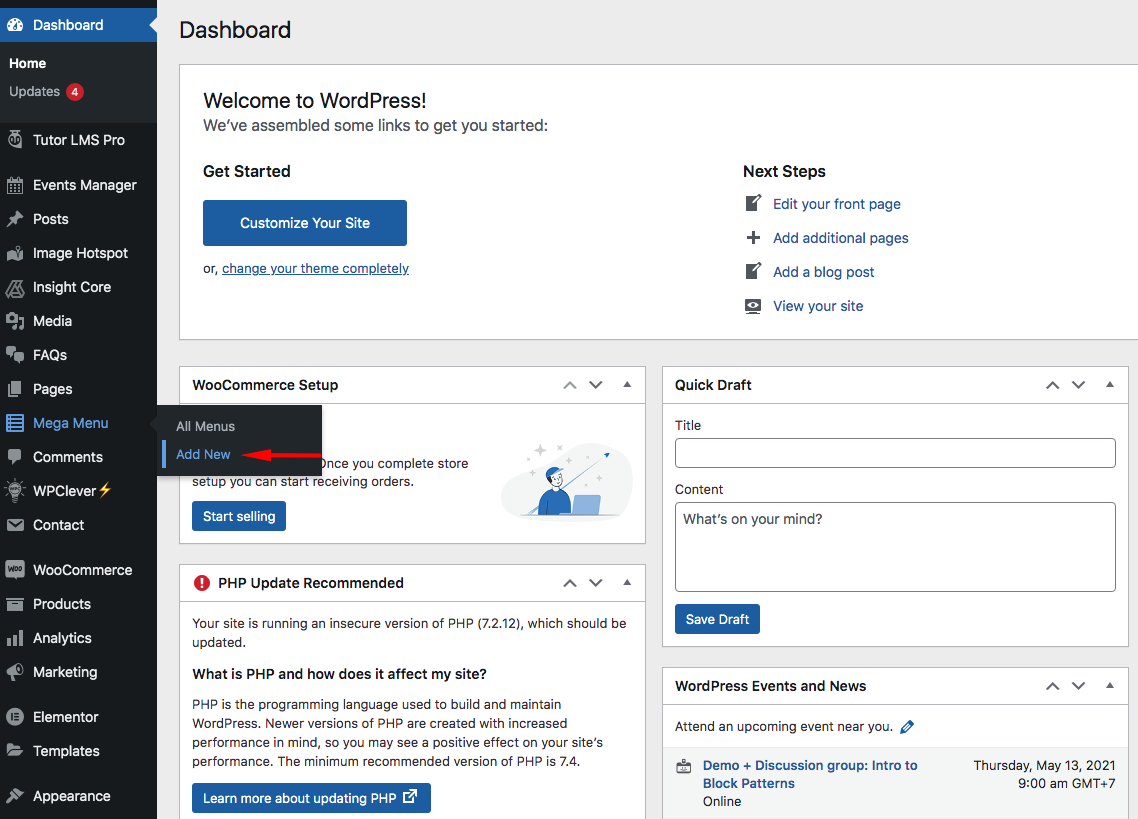 Dashboard
Home
Updates 4
Tutor LMS Pro
Events Manager
Posts
Image Hotspot
Insight Core
Media
FAQs
Pages
Mega Menu
Comments
WPClever⚡
Contact
WOO WooCommerce
Products
Analytics
Marketing
Elementor
Templates
Appearance
All Menus
Add New
Dashboard
Welcome to WordPress!
We’ve assembled some links to get you started:
Get Started
Customize Your Site
or, change your theme completely
Next Steps
Edit your front page
Add additional pages
Add a blog post
View your site
WooCommerce Setup
Once you complete store
setup you can start receiving orders.
Start selling
PHP Update Recommended
Your site is running an insecure version of PHP (7.2.12), which should be
updated.
What is PHP and how does it affect my site?
PHP is the programming language used to build and maintain
WordPress. Newer versions of PHP are created with increased
performance in mind, so you may see a positive effect on your site’s
performance. The minimum recommended version of PHP is 7.4.
Learn more about updating PHP
Quick Draft
Title
Content
What’s on your mind?
Save Draft
WordPress Events and News
Attend an upcoming event near you.
Demo + Discussion group: Intro to
Block Patterns
Online
Thursday, May 13, 2021
9:00 am GMT+7